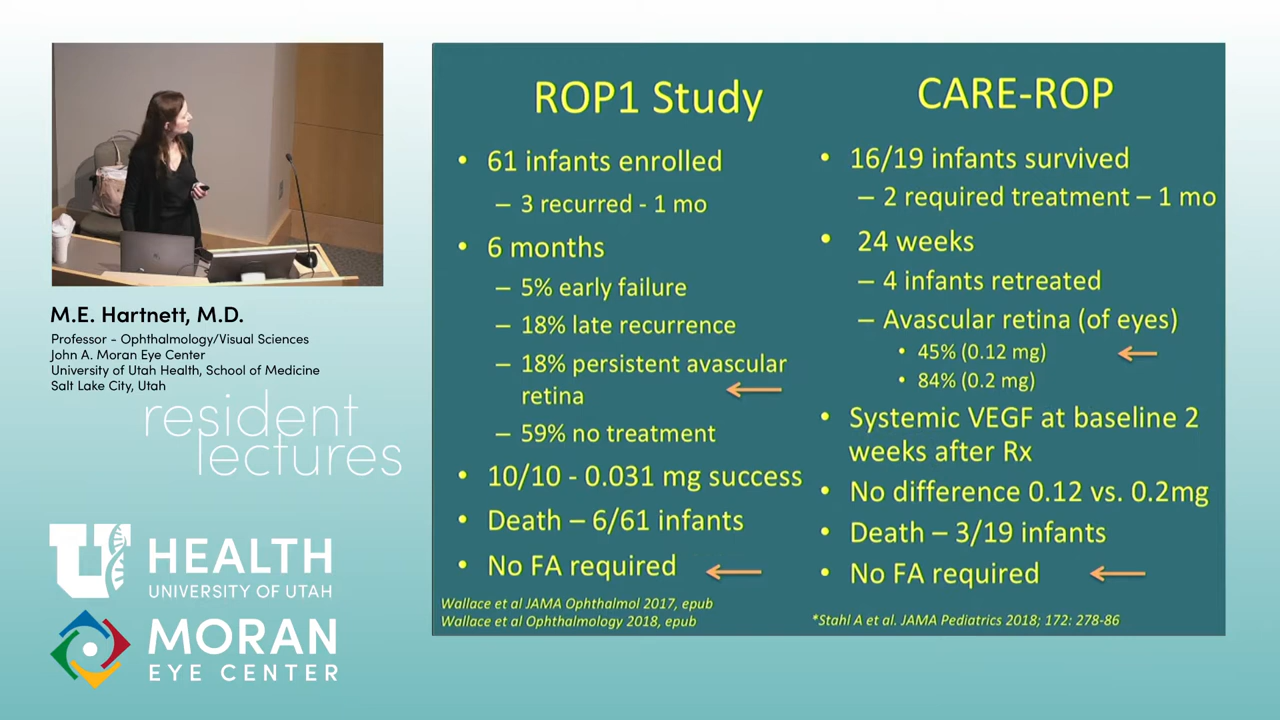 M.E. Hartnett, M.D.
Professor - Ophthalmology/Visual Sciences
John A. Moran Eye Center
University of Utah Health, School of Medicine
Salt Lake City, Utah
resident
lectures
U HEALTH
UNIVERSITY OF UTAH
MORAN
EYE CENTER
ROP1 Study
• 61 infants enrolled
– 3 recurred - 1 mo
• 6 months
– 5% early failure
– 18% late recurrence
– 18% persistent avascular
retina
– 59% no treatment
• 10/10 - 0.031 mg success
• Death – 6/61 infants
• No FA required
Wallace et al JAMA Ophthalmol 2017, epub
Wallace et al Ophthalmology 2018, epub
CARE-ROP
• 16/19 infants survived
– 2 required treatment – 1 mo
• 24 weeks
– 4 infants retreated
– Avascular retina (of eyes)
• 45% (0.12 mg)
• 84% (0.2 mg)
• Systemic VEGF at baseline 2
weeks after Rx
• No difference 0.12 vs. 0.2mg
• Death – 3/19 infants
• No FA required
*Stahl A et al. JAMA Pediatrics 2018; 172: 278-86